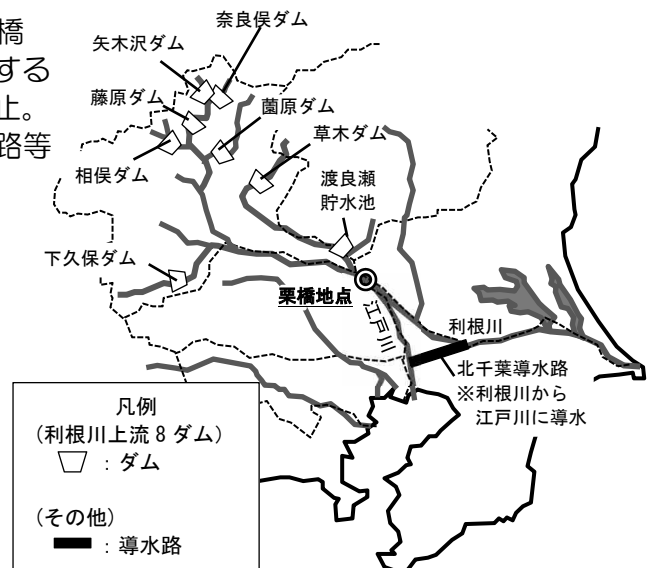 橋
する
止。
路等
奈良俣ダム
矢木沢ダム
藤原ダム
薗原ダム
草木ダム
相俣ダム
渡良瀬
貯水池
下久保ダム
栗橋地点
江戸川
利根川
北千葉導水路
※利根川から
江戸川に導水
凡例
(利根川上流8ダム)
:ダム
(その他)
:導水路